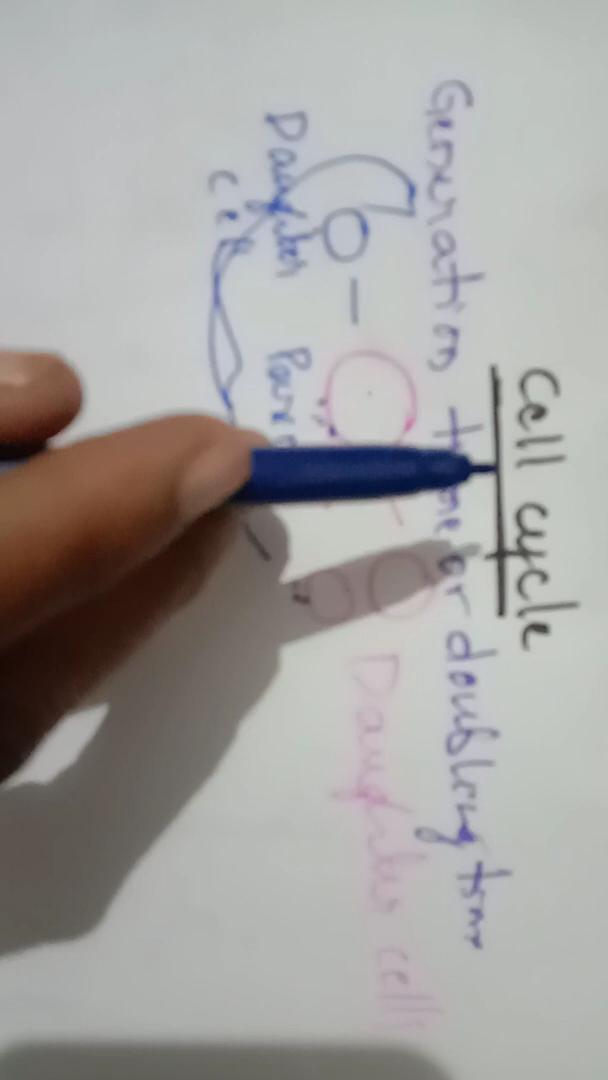 Cell cycle
Generation time or doubling time
Daughter cell
Daughter cells